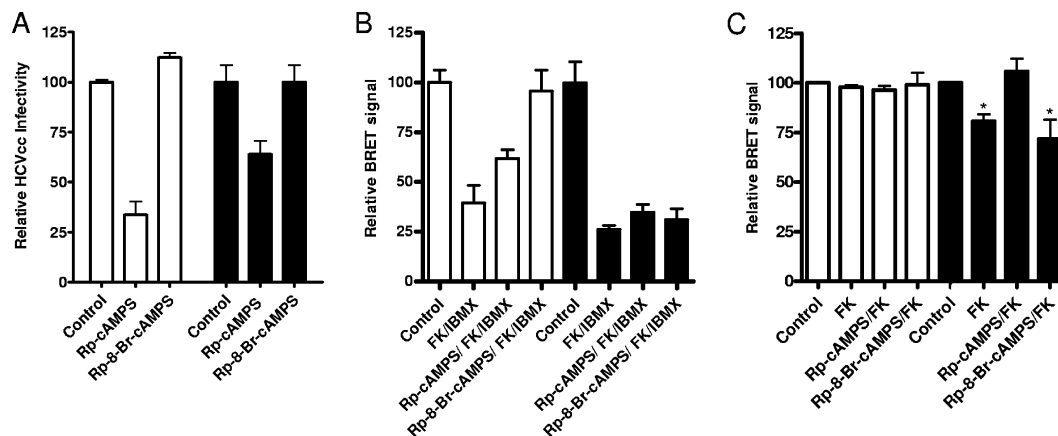 A
Relative HCVcc Infectivity
125
100
75
50
25
0
Control
Rp-cAMPS
Rp-8-Br-cAMPS
Control
Rp-cAMPS
Rp-8-Br-cAMPS
B
Relative BRET signal
125
100
75
50
25
0
Control
FK/IBMX
Rp-cAMPS/ FK/IBMX
Rp-8-Br-cAMPS/ FK/IBMX
Control
FK/IBMX
Rp-cAMPS/ FK/IBMX
Rp-8-Br-cAMPS/ FK/IBMX
C
Relative BRET signal
125
100
75
50
25
0
* *
Control
FK
Rp-cAMPS/FK
Rp-8-Br-cAMPS/FK
Control
FK
Rp-cAMPS/FK
Rp-8-Br-cAMPS/FK